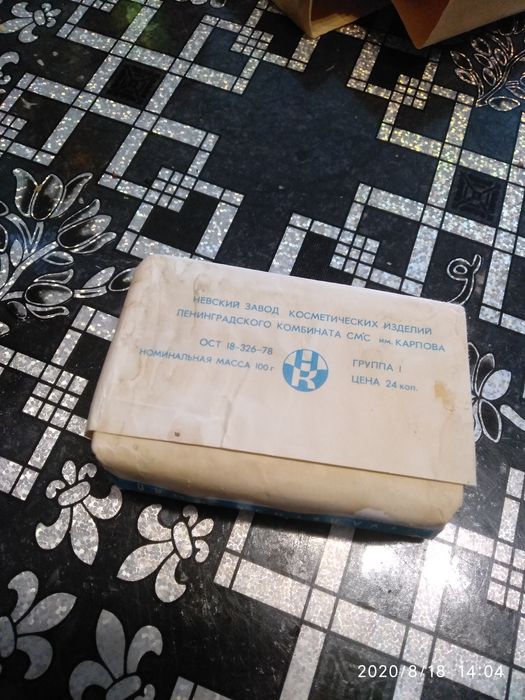 НЕВСКИЙ ЗАВОД КОСМЕТИЧЕСКИХ ИЗДЕЛИЙ
ЛЕНИНГРАДСКОГО КОМБИНАТА СМС им. КАРПОВА
ОСТ 18-326-78
НОМИНАЛЬНАЯ МАССА 100 г
НК
ГРУППА I
ЦЕНА 24 коп.
2020/8/18 14:04